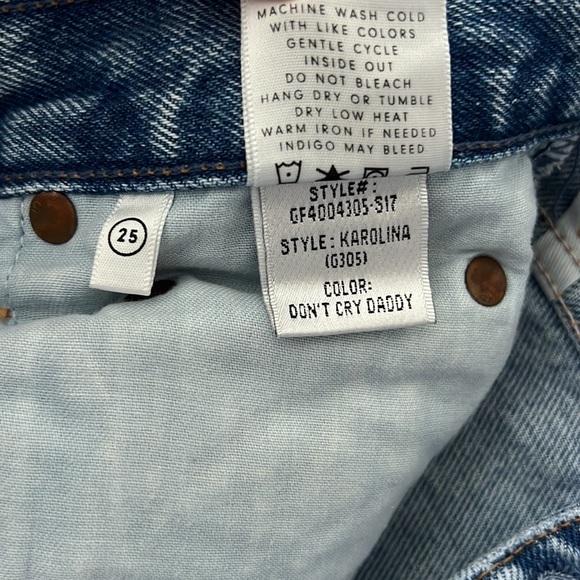 MACHINE WASH COLD
WITH LIKE COLORS
GENTLE CYCLE
INSIDE OUT
DO NOT BLEACH
HANG DRY OR TUMBLE
DRY LOW HEAT
WARM IRON IF NEEDED
INDIGO MAY BLEED
STYLE#:
GF4004305-S17
STYLE: KAROLINA
(G305)
COLOR:
DON'T CRY DADDY
25